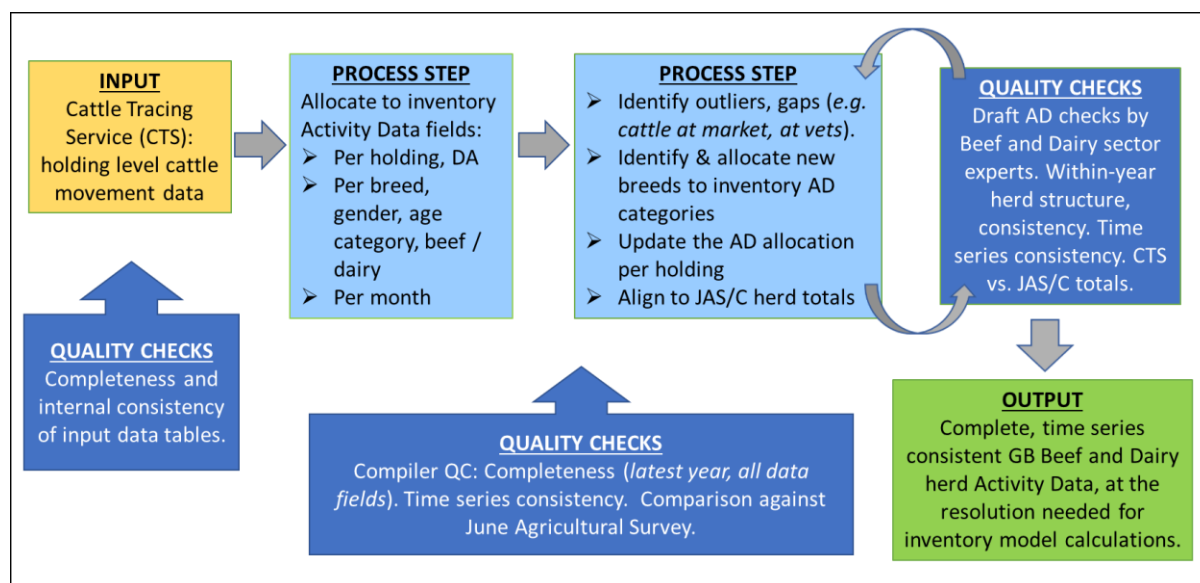 INPUT
Cattle Tracing
Service (CTS):
holding level cattle
movement data
PROCESS STEP
Allocate to inventory
Activity Data fields:
➢ Per holding, DA
➢ Per breed,
gender, age
category, beef /
dairy
➢ Per month
PROCESS STEP
➢ Identify outliers, gaps (e.g.
cattle at market, at vets).
➢ Identify & allocate new
breeds to inventory AD
categories
➢ Update the AD allocation
per holding
➢ Align to JAS/C herd totals
QUALITY CHECKS
Draft AD checks by
Beef and Dairy sector
experts. Within-year
herd structure,
consistency. Time
series consistency. CTS
vs. JAS/C totals.
QUALITY CHECKS
Completeness and
internal consistency
of input data tables.
QUALITY CHECKS
Compiler QC: Completeness (latest year, all data
fields). Time series consistency. Comparison against
June Agricultural Survey.
OUTPUT
Complete, time series
consistent GB Beef and Dairy
herd Activity Data, at the
resolution needed for
inventory model calculations.